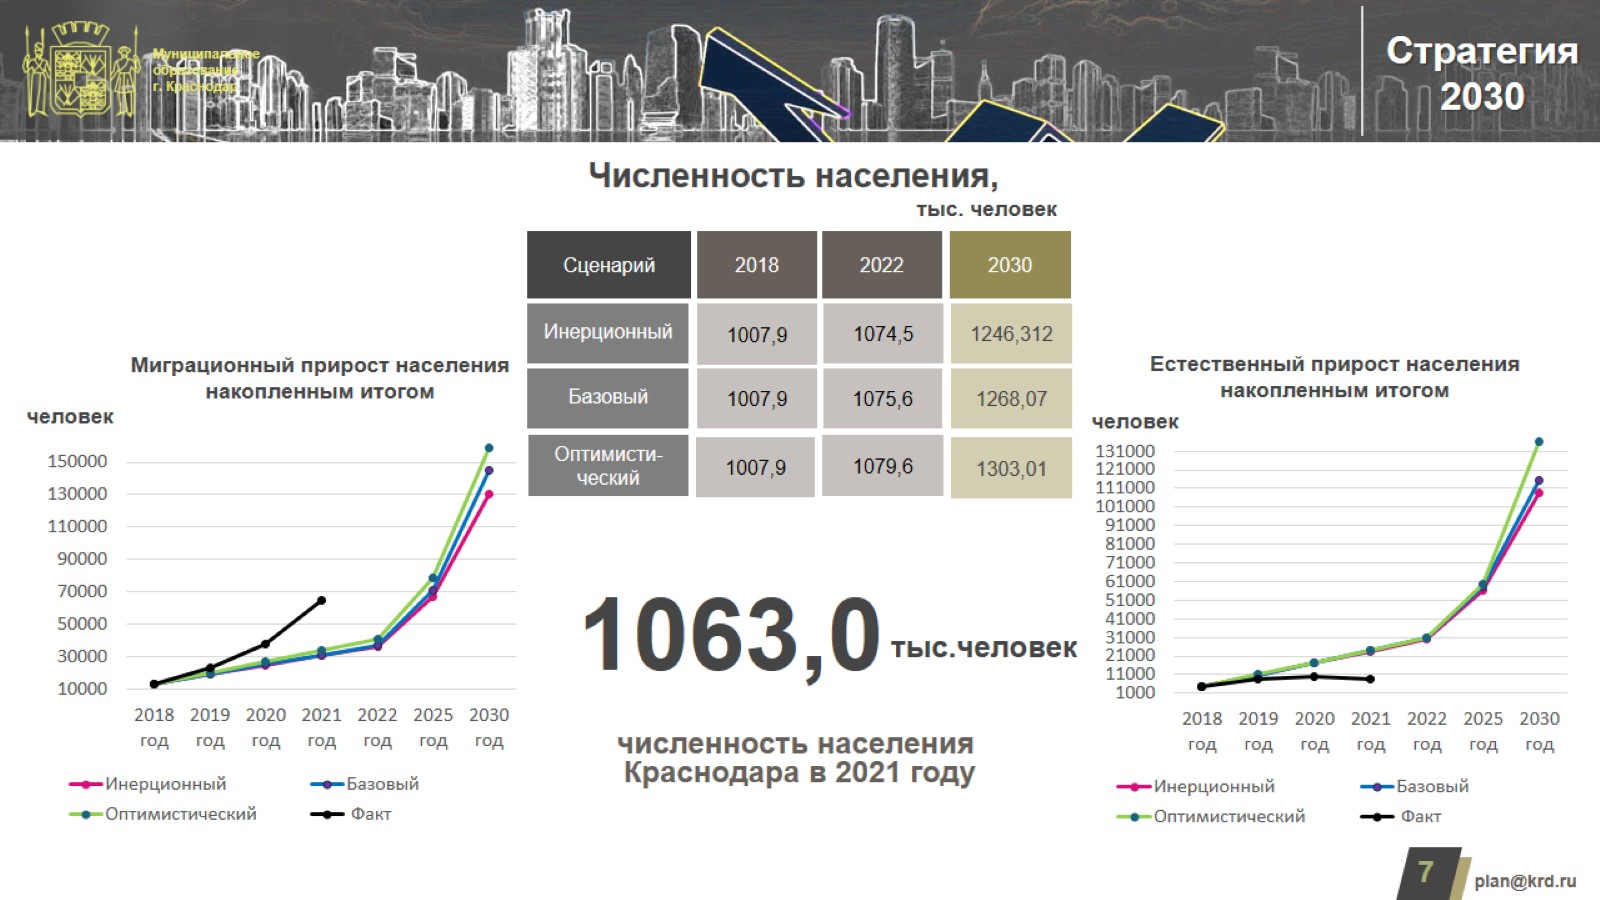 Муниципальное
образование
г. Краснодар
Стратегия
2030
Численность населения,
тыс. человек
Сценарий 2018 2022 2030
Инерционный 1007,9 1074,5 1246,312
Базовый 1007,9 1075,6 1268,07
Оптимисти-
ческий 1007,9 1079,6 1303,01
Миграционный прирост населения
накопленным итогом
человек
150000
130000
110000
90000
70000
50000
30000
10000
2018 2019 2020 2021 2022 2025 2030
год год год год год год год
Инерционный Базовый
Оптимистический Факт
1063,0 тыс.человек
численность населения
Краснодара в 2021 году
Естественный прирост населения
накопленным итогом
человек
131000
121000
111000
101000
91000
81000
71000
61000
51000
41000
31000
21000
11000
1000
2018 2019 2020 2021 2022 2025 2030
год год год год год год год
Инерционный Базовый
Оптимистический Факт
7
plan@krd.ru